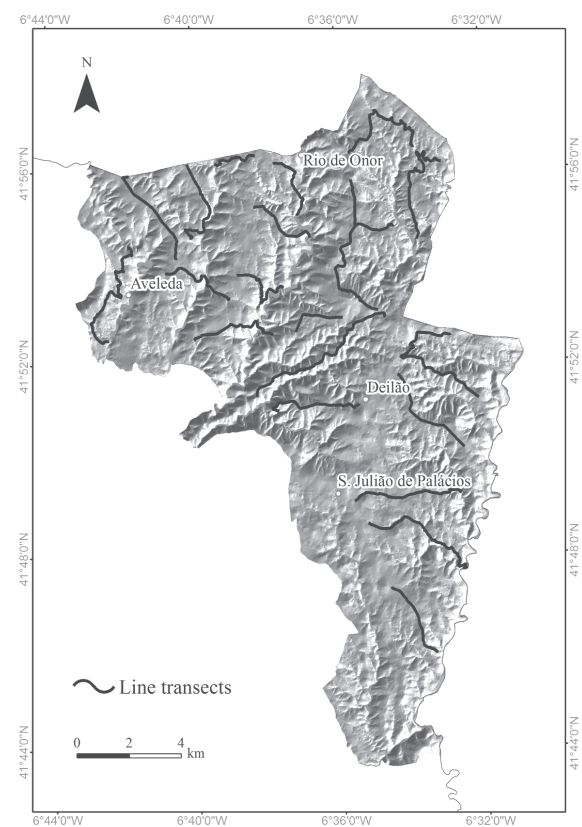 6°44'0"W 6°40'0"W 6°36'0"W 6°32'0"W
N
Rio de Onor
41°56'0"N 41°56'0"N
Aveleda
41°52'0"N 41°52'0"N
Deilão
S. Julião de Palácios
41°48'0"N 41°48'0"N
Line transects
0 2 4
km
41°44'0"N 41°44'0"N
6°44'0"W 6°40'0"W 6°36'0"W 6°32'0"W